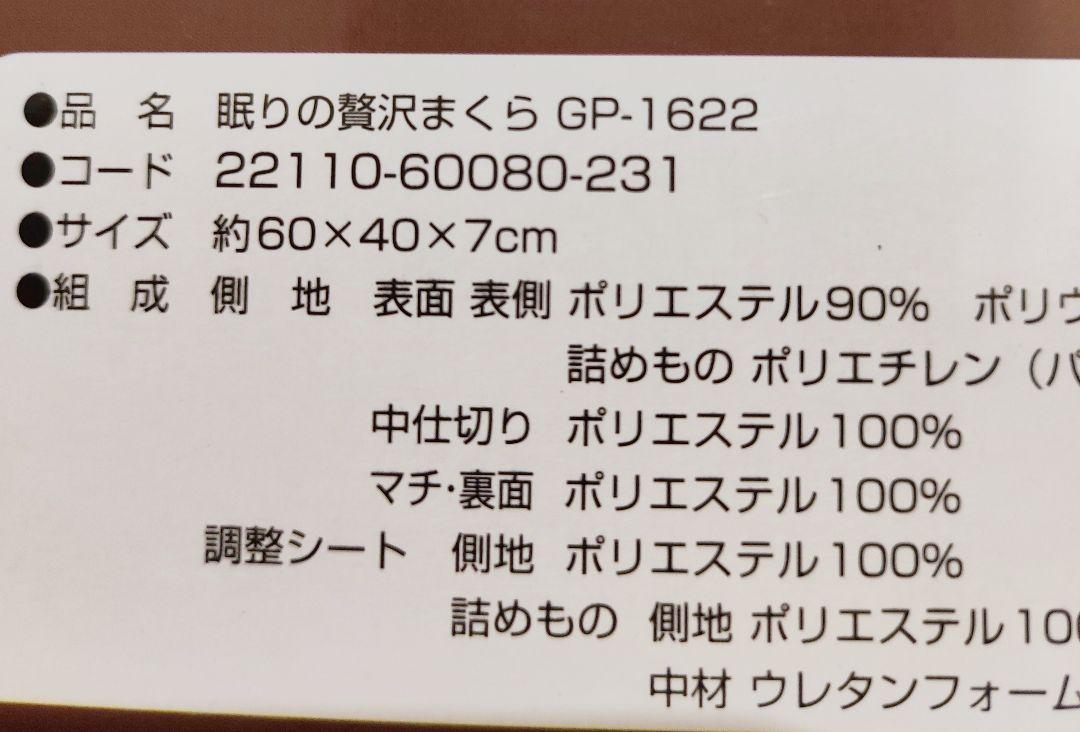 ●品　名　眠りの贅沢まくら GP-1622
●コード　22110-60080-231
●サイズ　約60×40×7cm
●組　成　側　地　表面 表側 ポリエステル90%　ポリウ
詰めもの ポリエチレン（パ
中仕切り　ポリエステル100%
マチ・裏面　ポリエステル100%
調整シート　側地　ポリエステル100%
詰めもの　側地 ポリエステル10
中材 ウレタンフォーム